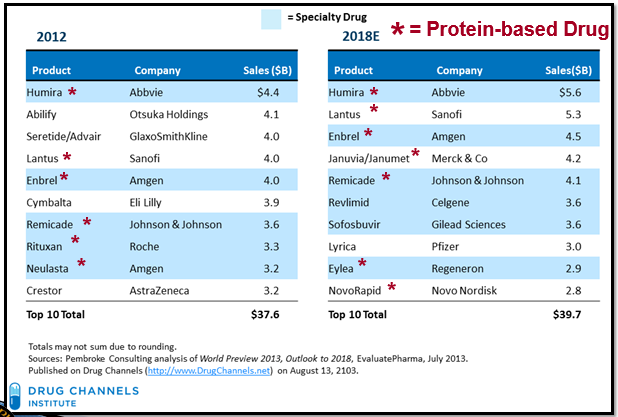 = Specialty Drug
2012
2018E * = Protein-based Drug
Product Company Sales ($B)
Humira * Abbvie $4.4
Abilify Otsuka Holdings 4.1
Seretide/Advair GlaxoSmithKline 4.0
Lantus * Sanofi 4.0
Enbrel * Amgen 4.0
Cymbalta Eli Lilly 3.9
Remicade * Johnson & Johnson 3.6
Rituxan * Roche 3.3
Neulasta * Amgen 3.2
Crestor AstraZeneca 3.2
Top 10 Total $37.6
Product Company Sales($B)
Humira * Abbvie $5.6
Lantus * Sanofi 5.3
Enbrel * Amgen 4.5
Januvia/Janumet * Merck & Co 4.2
Remicade * Johnson & Johnson 4.1
Revlimid Celgene 3.6
Sofosbuvir Gilead Sciences 3.6
Lyrica Pfizer 3.0
Eylea * Regeneron 2.9
NovoRapid * Novo Nordisk 2.8
Top 10 Total $39.7
Totals may not sum due to rounding.
Sources: Pembroke Consulting analysis of World Preview 2013, Outlook to 2018, EvaluatePharma, July 2013.
Published on Drug Channels (http://www.DrugChannels.net) on August 13, 2103.
DRUG CHANNELS
INSTITUTE